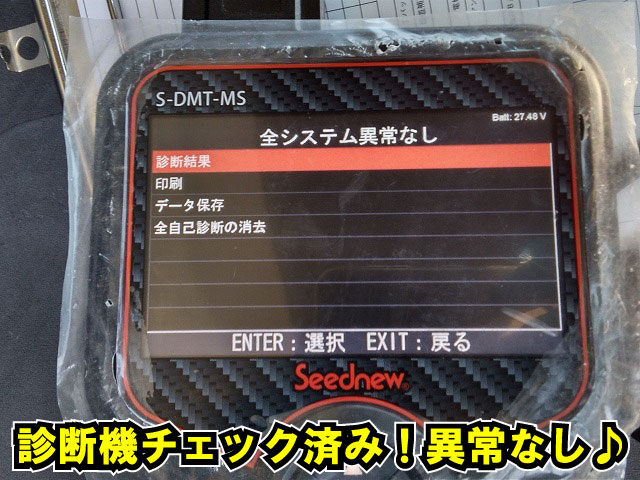 S-DMT-MS
Batt: 27.48 V
全システム異常なし
診断結果
印刷
データ保存
全自己診断の消去
ENTER：選択 EXIT：戻る
Seednew
診断機チェック済み！異常なし♪